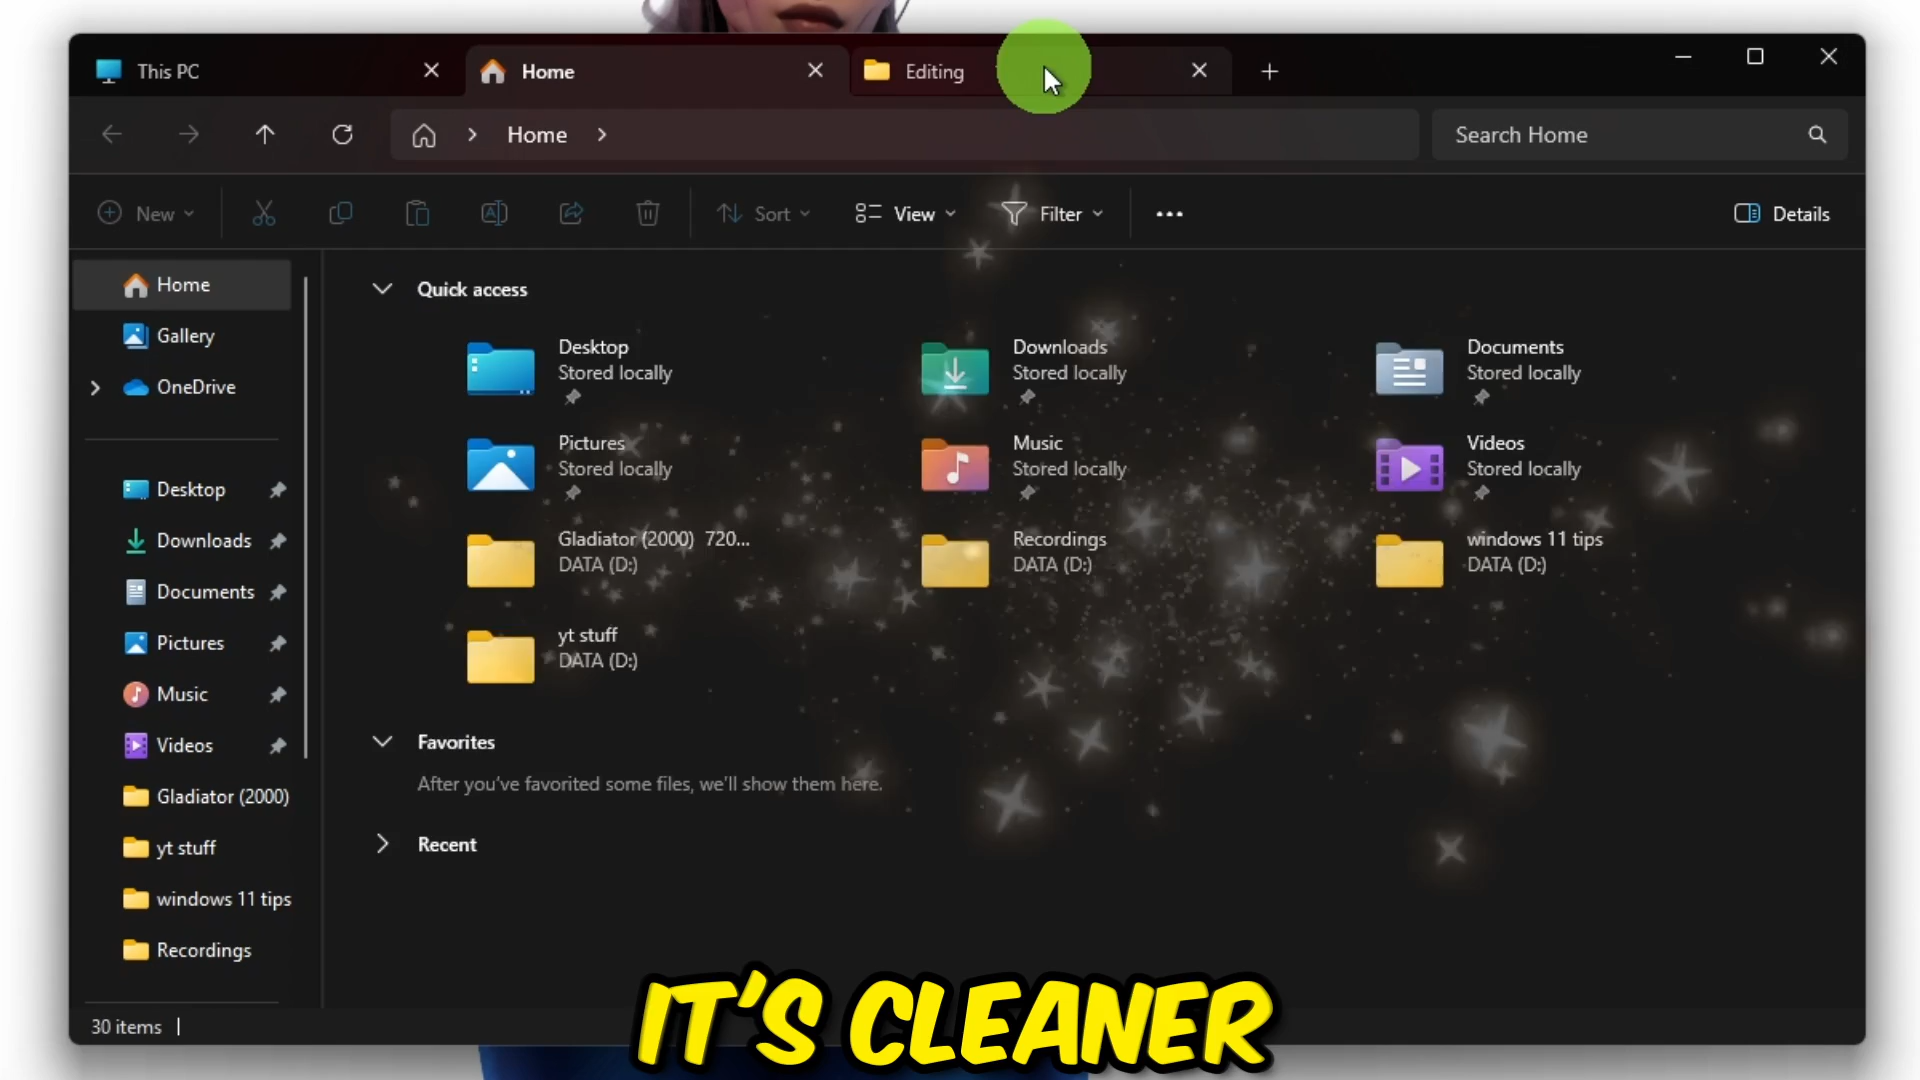 This PC
Home
Editing
Home
Search Home
New
Sort
View
Filter
Details
Home
Gallery
OneDrive
Desktop
Downloads
Documents
Pictures
Music
Videos
Gladiator (2000)
yt stuff
windows 11 tips
Recordings
Quick access
Desktop
Stored locally
Downloads
Stored locally
Documents
Stored locally
Pictures
Stored locally
Music
Stored locally
Videos
Stored locally
Gladiator (2000) 720...
DATA (D:)
Recordings
DATA (D:)
windows 11 tips
DATA (D:)
yt stuff
DATA (D:)
Favorites
After you've favorited some files, we'll show them here.
Recent
30 items
IT'S CLEANER